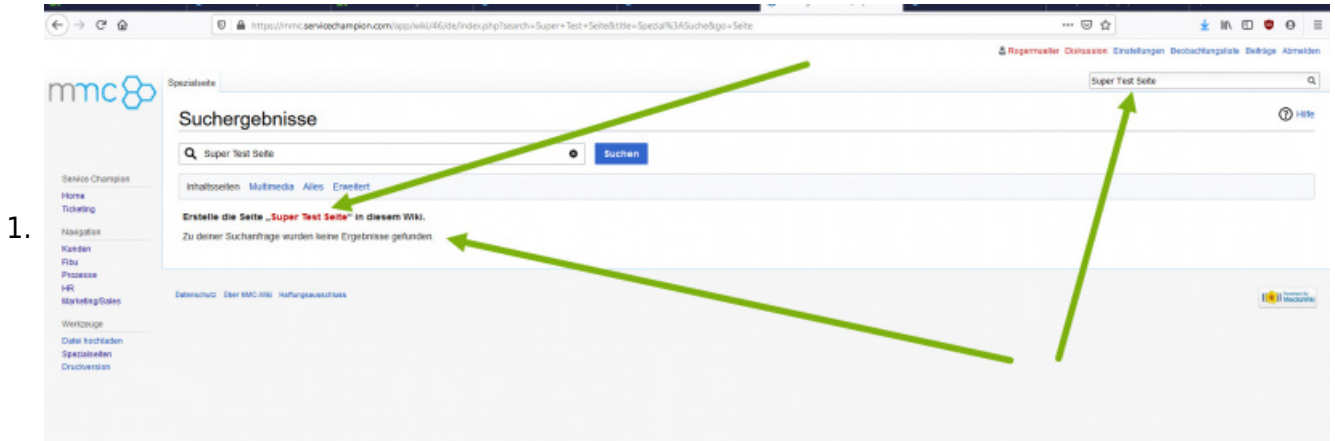 https://mmc.servicechampion.com/app/wiki/46/de/index.php?search=Super+Test+Seite&title=Spezial%3ASuche&go=Seite
Rogermueller Diskussion Einstellungen Beobachtungsliste Beiträge Abmelden
mmc
Spezialseite
Super Test Seite
Suchergebnisse
Hilfe
Super Test Seite
Suchen
Service Champion
Inhaltsseiten Multimedia Alles Erweitert
Home
Ticketing
Erstelle die Seite „Super Test Seite" in diesem Wiki.
1.
Navigation
Zu deiner Suchanfrage wurden keine Ergebnisse gefunden.
Kunden
Fibu
Prozesse
HR
Marketing/Sales
Datenschutz Über MMC-Wiki Haftungsausschluss
Powered By
MediaWiki
Werkzeuge
Datei hochladen
Spezialseiten
Druckversion